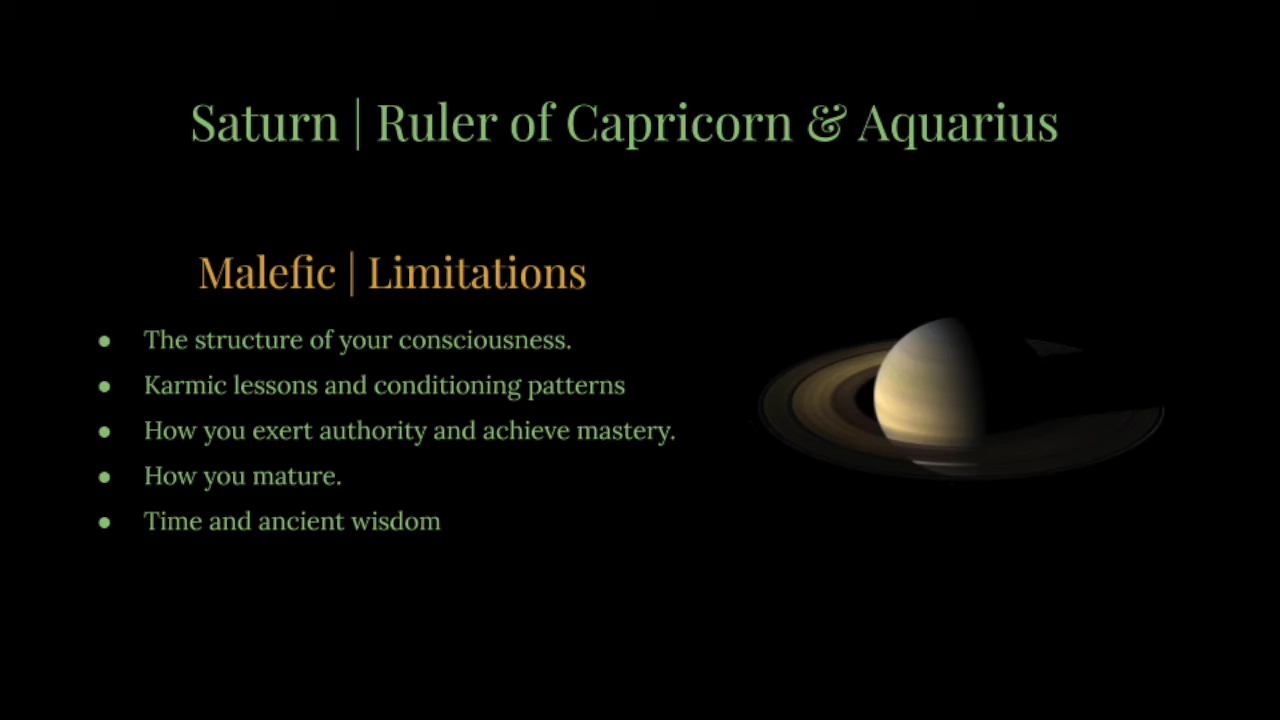 Saturn | Ruler of Capricorn & Aquarius
Malefic | Limitations
● The structure of your consciousness.
● Karmic lessons and conditioning patterns
● How you exert authority and achieve mastery.
● How you mature.
● Time and ancient wisdom